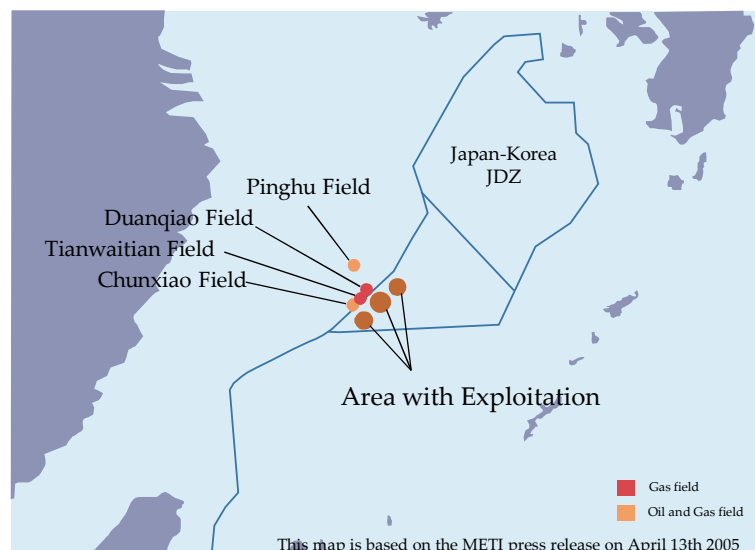 Japan-Korea
JDZ
Pinghu Field
Duanqiao Field
Tianwaitian Field
Chunxiao Field
Area with Exploitation
Gas field
Oil and Gas field
This map is based on the METI press release on April 13th 2005